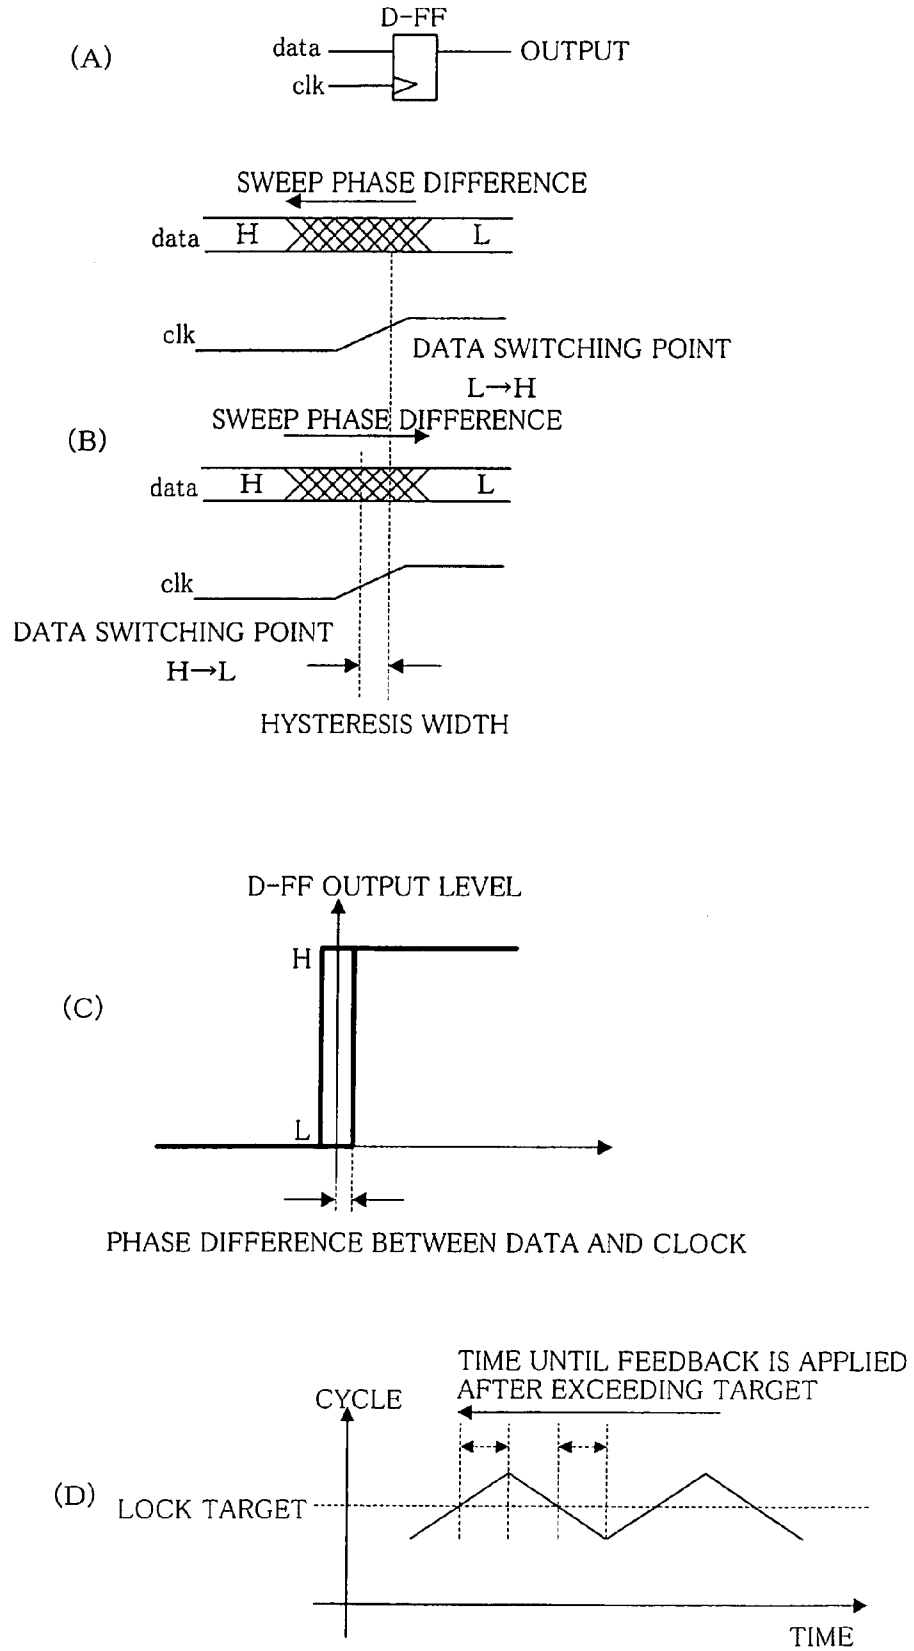 (A)
D-FF
data
OUTPUT
clk
SWEEP PHASE DIFFERENCE
data H L
clk
DATA SWITCHING POINT
L→H
(B)
SWEEP PHASE DIFFERENCE
data H L
clk
DATA SWITCHING POINT
H→L
HYSTERESIS WIDTH
D-FF OUTPUT LEVEL
H
(C)
L
PHASE DIFFERENCE BETWEEN DATA AND CLOCK
TIME UNTIL FEEDBACK IS APPLIED
AFTER EXCEEDING TARGET
CYCLE
(D)
LOCK TARGET
TIME